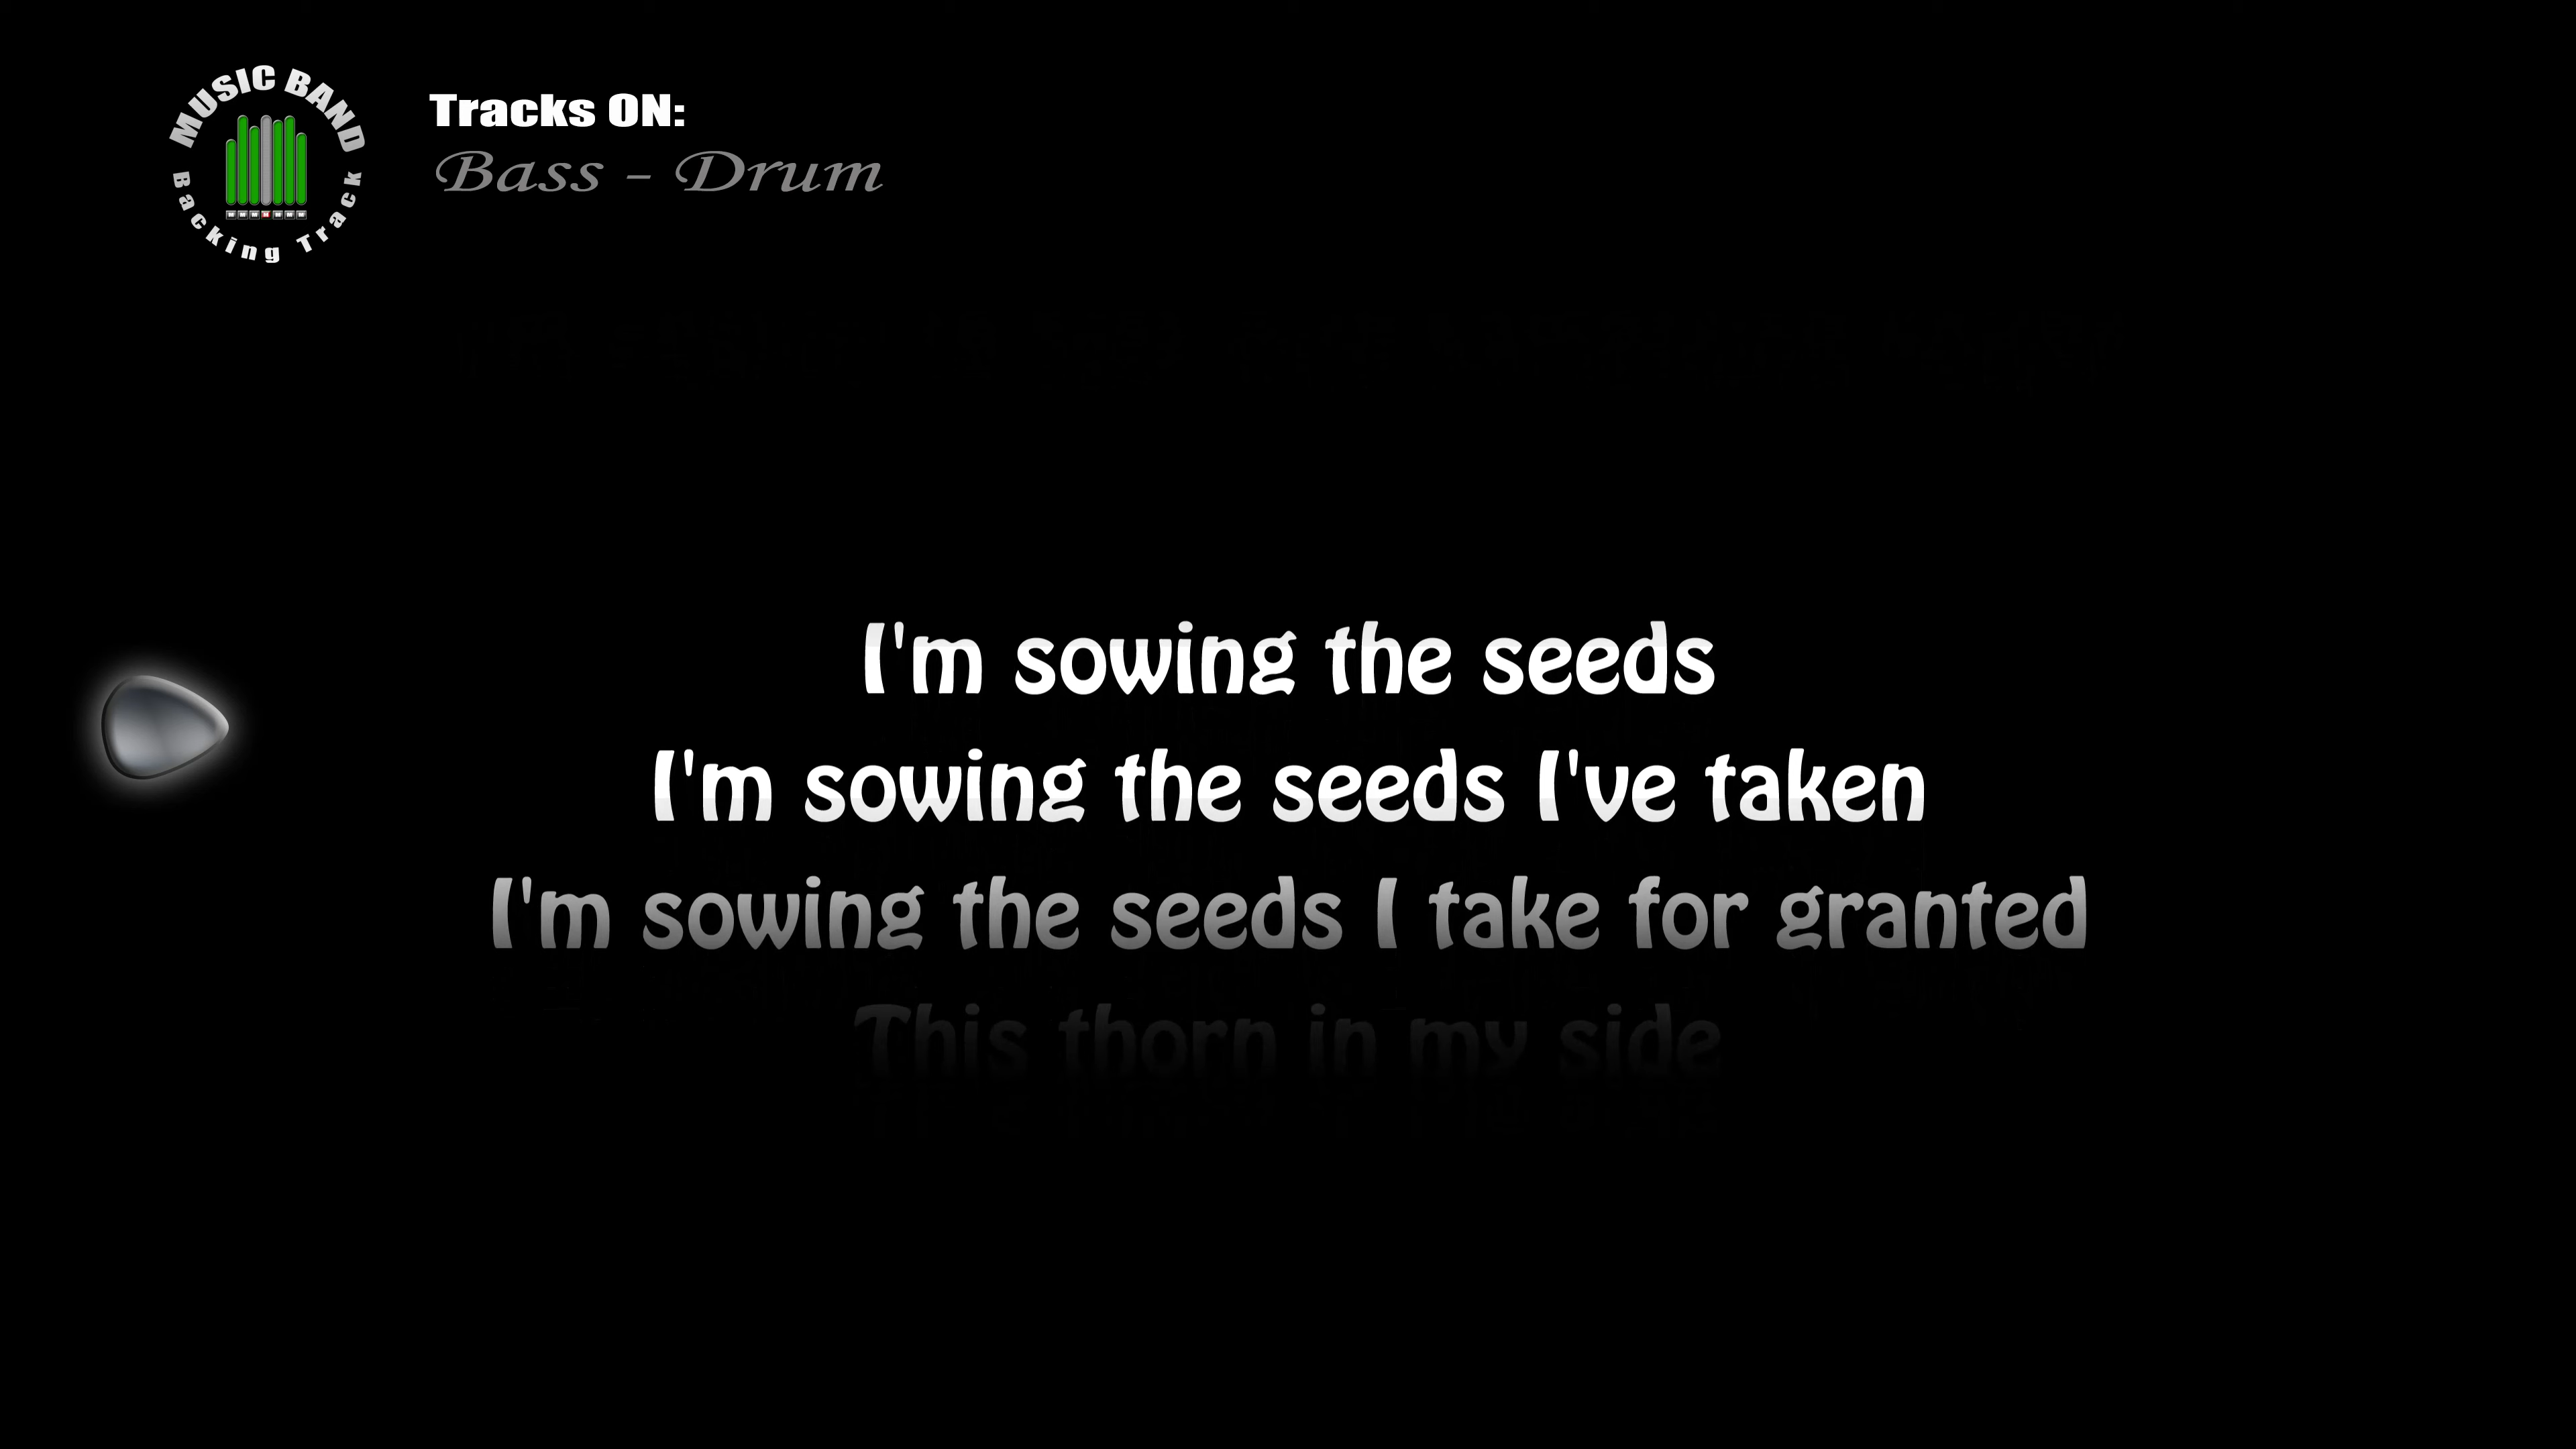 MUSIC BAND
Backing Track
Tracks ON:
Bass - Drum
I'm sowing the seeds
I'm sowing the seeds I've taken
I'm sowing the seeds I take for granted
This thorn in my side